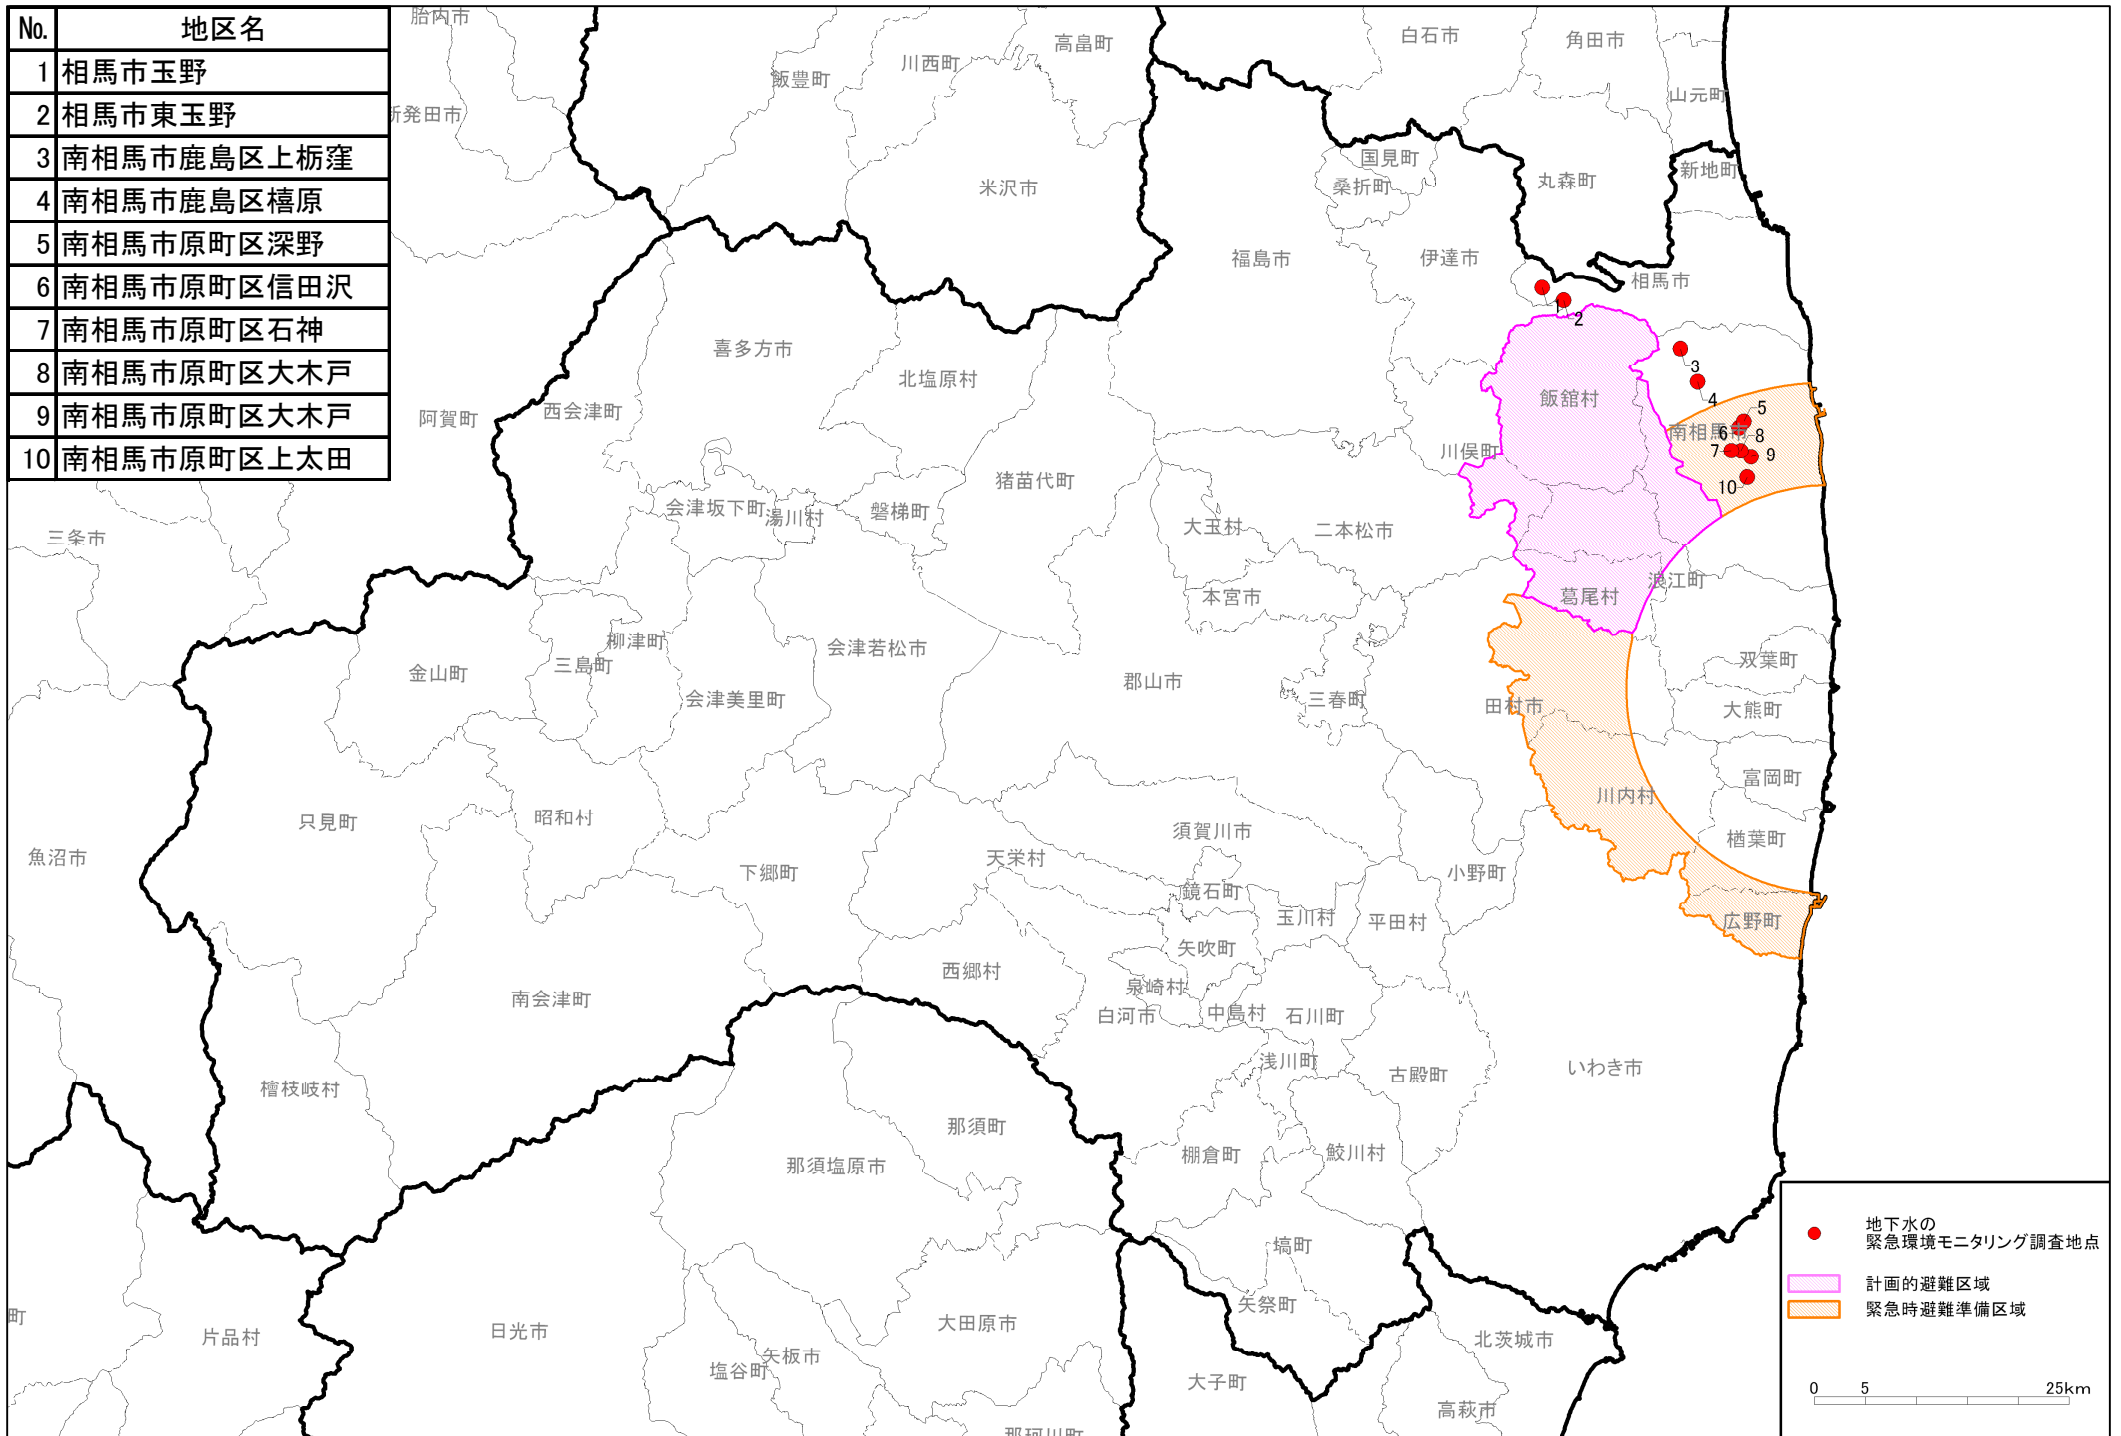 No. 地区名
1 相馬市玉野
2 相馬市東玉野
3 南相馬市鹿島区上栃窪
4 南相馬市鹿島区橲原
5 南相馬市原町区深野
6 南相馬市原町区信田沢
7 南相馬市原町区石神
8 南相馬市原町区大木戸
9 南相馬市原町区大木戸
10 南相馬市原町区上太田
胎内市
新発田市
飯豊町
川西町
高畠町
白石市
角田市
山元町
米沢市
国見町
桑折町
丸森町
新地町
福島市
伊達市
相馬市
1
2
喜多方市
北塩原村
3
4
飯舘村
阿賀町
西会津町
5
南相馬市
6
8
7
9
10
川俣町
猪苗代町
会津坂下町
湯川村
磐梯町
大玉村
二本松市
三条市
浪江町
本宮市
葛尾村
柳津町
会津若松市
三島町
金山町
双葉町
郡山市
会津美里町
三春町
田村市
大熊町
富岡町
川内村
只見町
昭和村
須賀川市
楢葉町
魚沼市
天栄村
下郷町
小野町
鏡石町
玉川村
平田村
広野町
矢吹町
西郷村
泉崎村
南会津町
白河市
中島村
石川町
浅川町
古殿町
いわき市
檜枝岐村
那須町
棚倉町
鮫川村
那須塩原市
塙町
矢祭町
町
片品村
日光市
大田原市
矢板市
塩谷町
北茨城市
大子町
高萩市
那珂川町
地下水の
緊急環境モニタリング調査地点
計画的避難区域
緊急時避難準備区域
0 5 25km